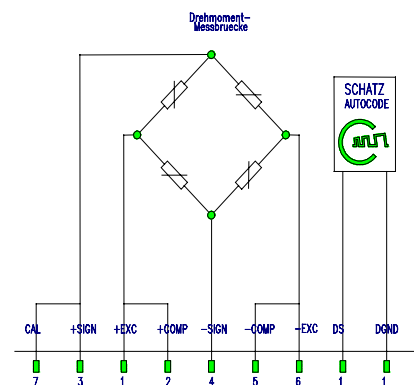 Drehmoment-
Messbruecke
SCHATZ
AUTOCODE
CAL +SIGN +EXC +COMP -SIGN -COMP -EXC DS DGND
7 3 1 2 4 5 6 1 1